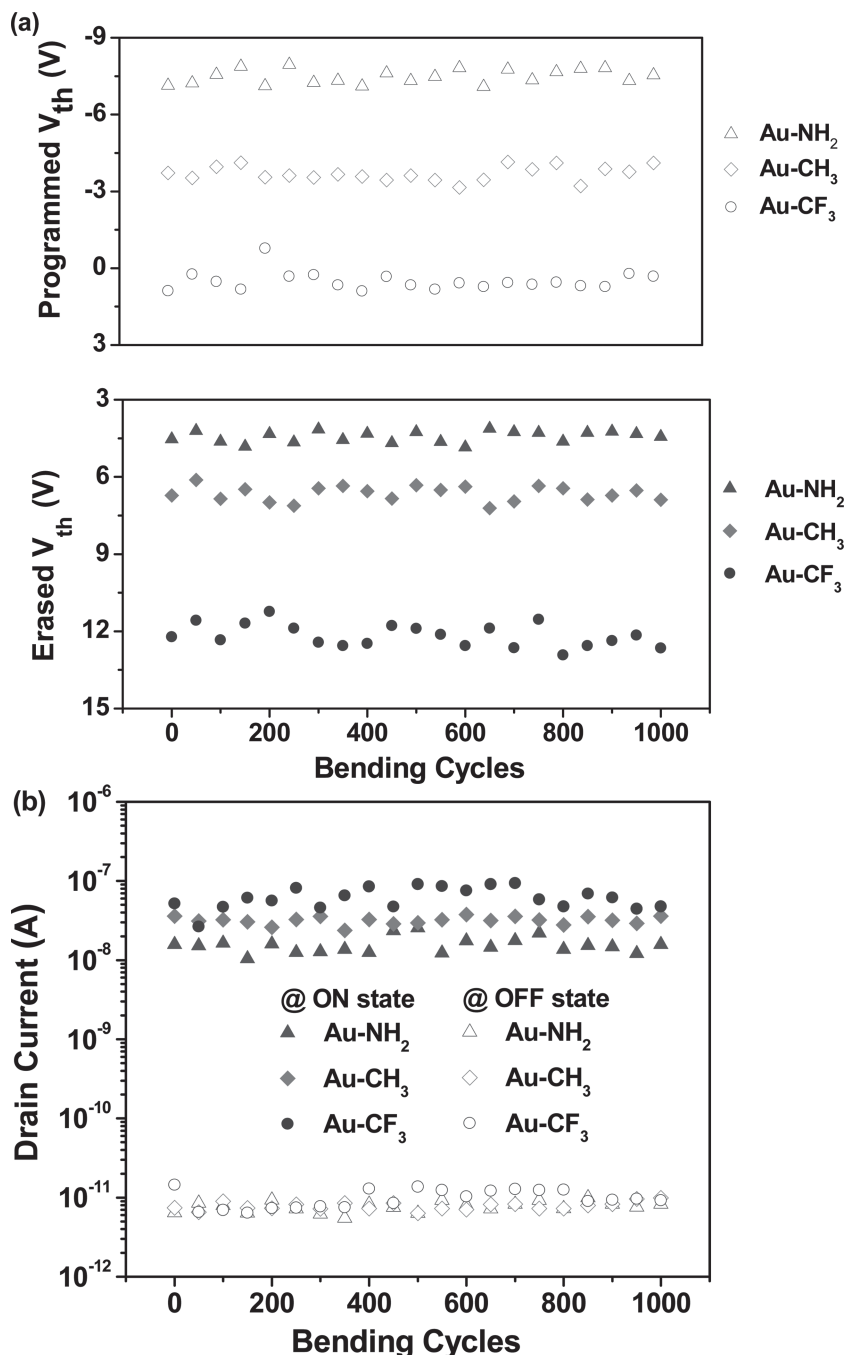 (a)
-9
-6
-3
0
3
Programmed V_th (V)
Au-NH₂
Au-CH₃
Au-CF₃
3
6
9
12
15
Erased V_th (V)
Au-NH₂
Au-CH₃
Au-CF₃
0 200 400 600 800 1000
Bending Cycles
(b)
10⁻⁶
10⁻⁷
10⁻⁸
10⁻⁹
10⁻¹⁰
10⁻¹¹
10⁻¹²
Drain Current (A)
@ ON state @ OFF state
Au-NH₂ Au-NH₂
Au-CH₃ Au-CH₃
Au-CF₃ Au-CF₃
0 200 400 600 800 1000
Bending Cycles